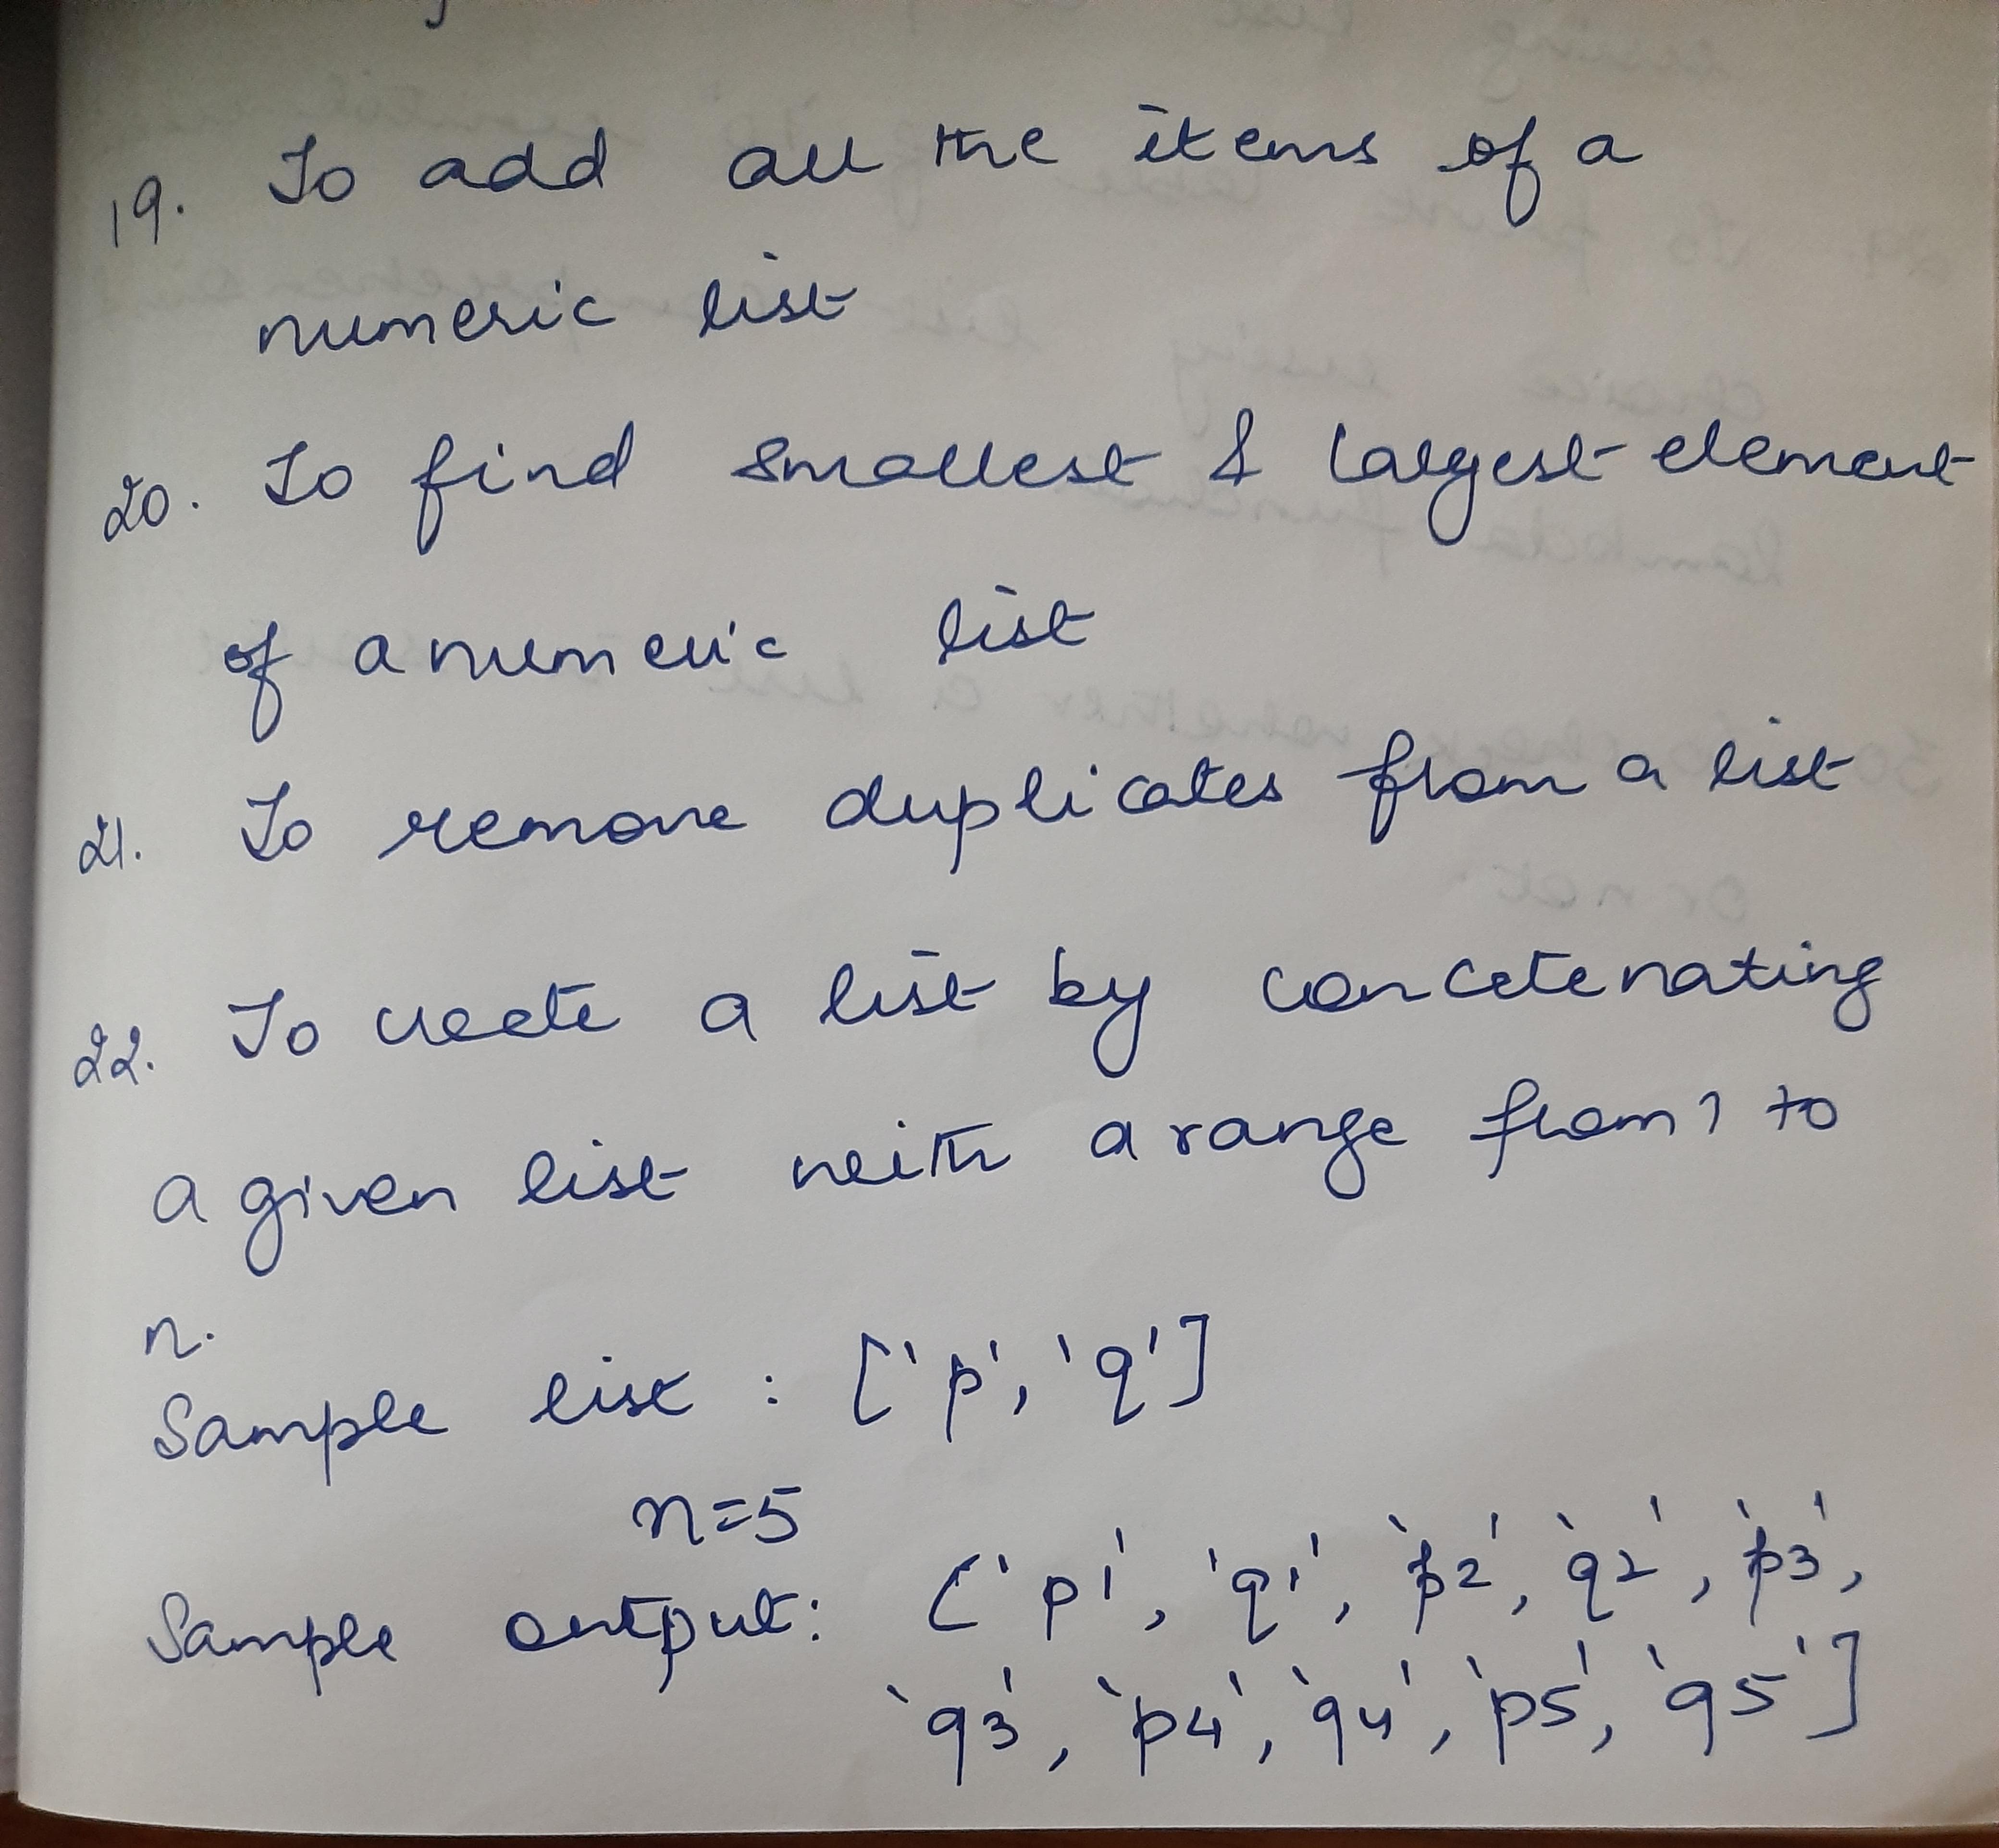 19. To add all the items of a
numeric list
20. To find smallest & largest element
of a numeric list
21. To remove duplicates from a list
22. To create a list by concetenating
a given list with a range from 1 to
n.
Sample list : ['p', 'q']
n=5
Sample output: ['p1', 'q1', 'p2', 'q2', 'p3',
'q3', 'p4', 'q4', 'p5', 'q5']